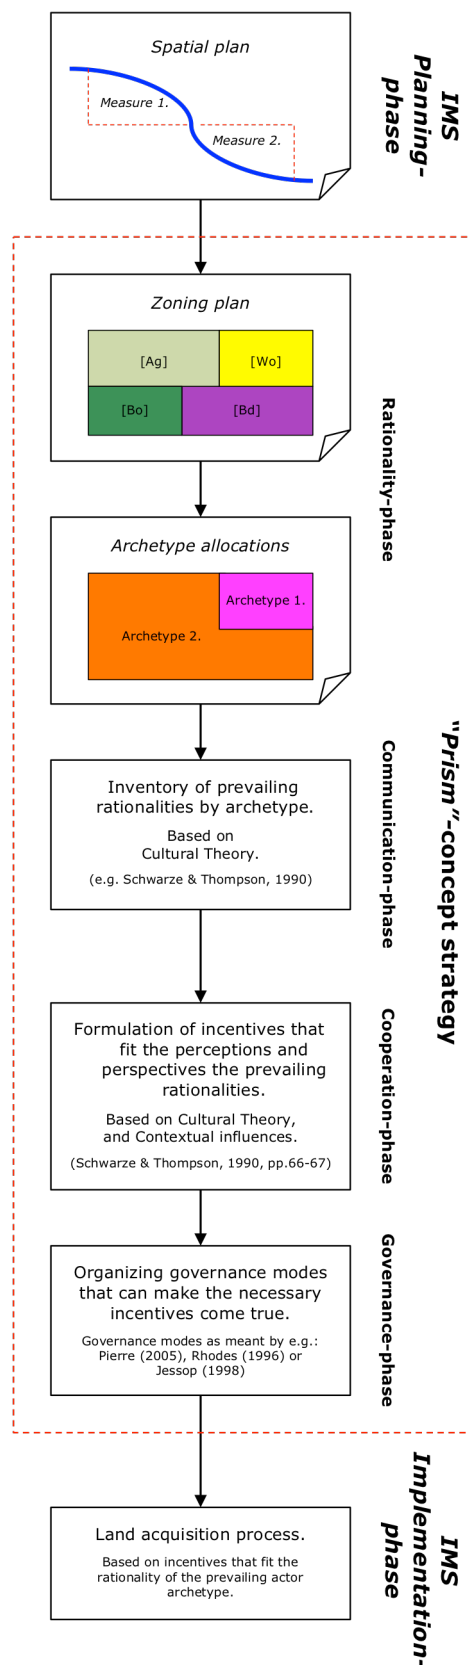 Spatial plan
Measure 1.
Measure 2.
IMS
Planning-
phase
Zoning plan
[Ag]
[Wo]
[Bo]
[Bd]
Rationality-phase
Archetype allocations
Archetype 1.
Archetype 2.
"Prism"-concept strategy
Inventory of prevailing
rationalities by archetype.
Based on
Cultural Theory.
(e.g. Schwarze & Thompson, 1990)
Communication-phase
Formulation of incentives that
fit the perceptions and
perspectives the prevailing
rationalities.
Based on Cultural Theory,
and Contextual influences.
(Schwarze & Thompson, 1990, pp.66-67)
Cooperation-phase
Organizing governance modes
that can make the necessary
incentives come true.
Governance modes as meant by e.g.:
Pierre (2005), Rhodes (1996) or
Jessop (1998)
Governance-phase
Land acquisition process.
Based on incentives that fit the
rationality of the prevailing actor
archetype.
IMS
Implementation-
phase